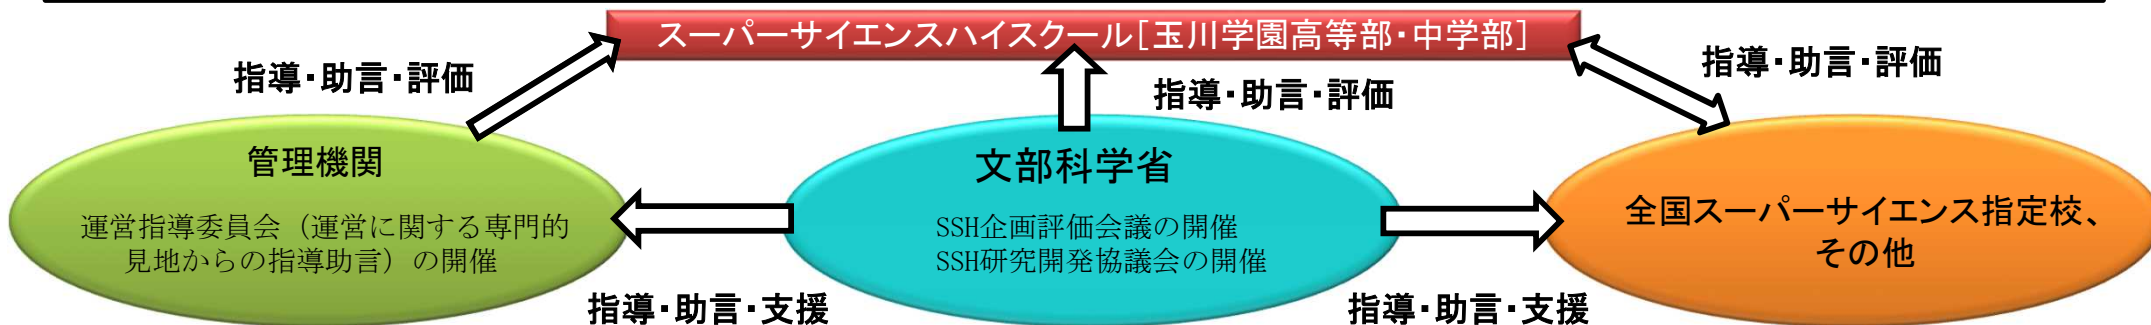 スーパーサイエンスハイスクール[玉川学園高等部・中学部]
指導・助言・評価
指導・助言・評価
指導・助言・評価
管理機関
運営指導委員会（運営に関する専門的
見地からの指導助言）の開催
文部科学省
SSH企画評価会議の開催
SSH研究開発協議会の開催
全国スーパーサイエンス指定校、
その他
指導・助言・支援
指導・助言・支援